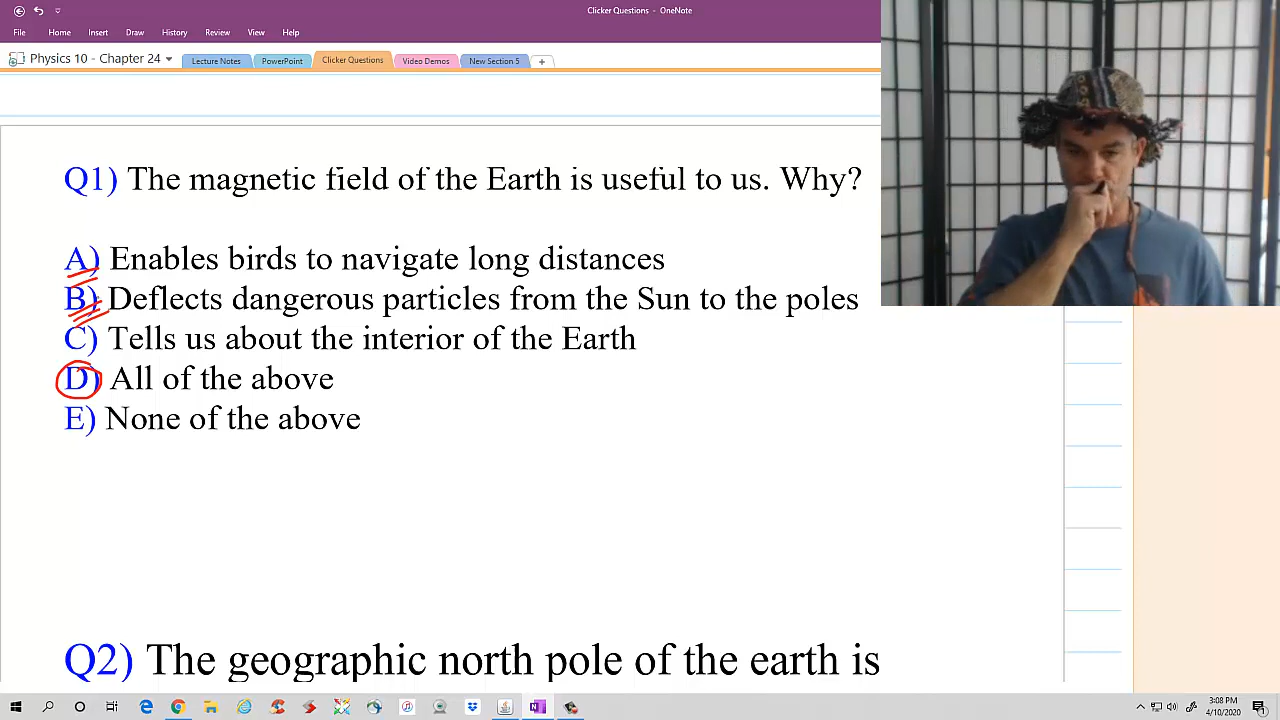 Clicker Questions - OneNote
File Home Insert Draw History Review View Help
Physics 10 - Chapter 24 Lecture Notes PowerPoint Clicker Questions Video Demos New Section 5 +
Q1) The magnetic field of the Earth is useful to us. Why?
A) Enables birds to navigate long distances
B) Deflects dangerous particles from the Sun to the poles
C) Tells us about the interior of the Earth
D) All of the above
E) None of the above
Q2) The geographic north pole of the earth is
3:08 PM
4/10/2020